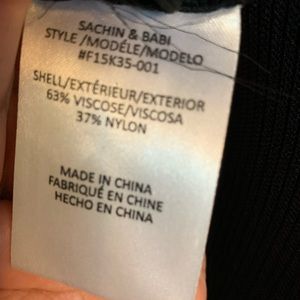 SACHIN & BABI
STYLE /MODÉLE/MODELO
#F15K35-001
SHELL/EXTÉRIEUR/EXTERIOR
63% VISCOSE/VISCOSA
37% NYLON
MADE IN CHINA
FABRIQUÉ EN CHINE
HECHO EN CHINA